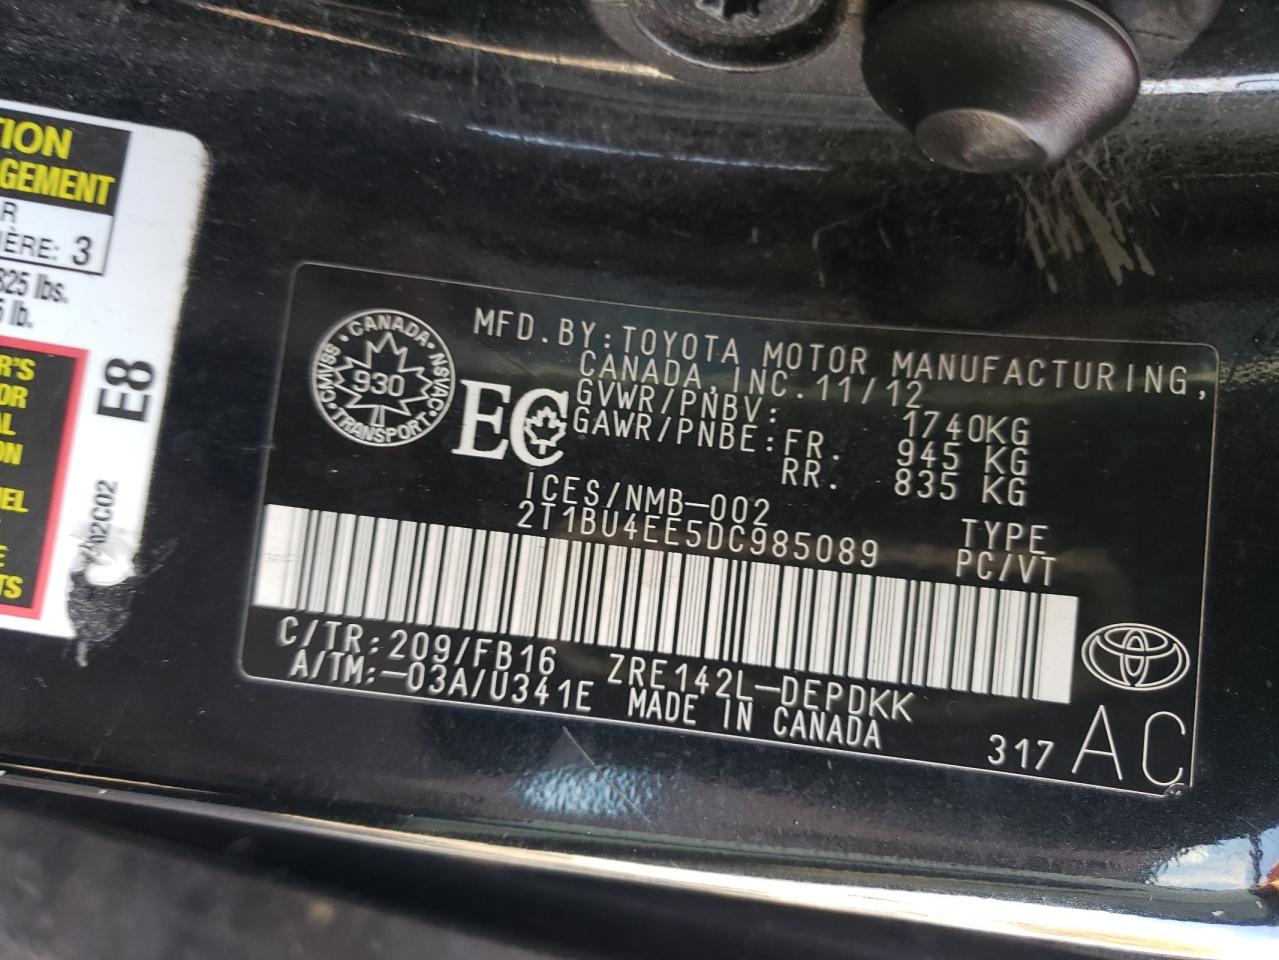 TION
GEMENT
R
IÈRE: 3
825 lbs.
5 lb.
R'S
OR
AL
ON
EL
E
TS
E8
7A2C02
CMVSS · CANADA · NSVAC · TRANSPORT
930
EC
MFD.BY:TOYOTA MOTOR MANUFACTURING,
CANADA,INC.11/12
GVWR/PNBV: 1740KG
GAWR/PNBE:FR. 945 KG
RR. 835 KG
ICES/NMB-002
2T1BU4EE5DC985089
TYPE
PC/VT
C/TR:209/FB16 ZRE142L-DEPDKK
A/TM:-03A/U341E MADE IN CANADA
317 AC